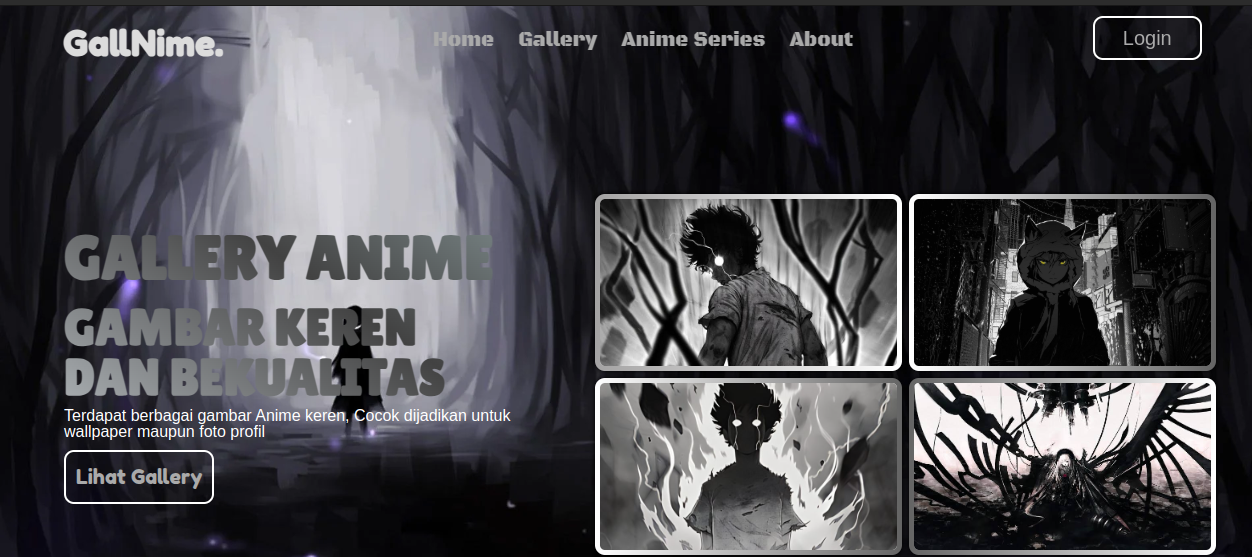 GallNime.
Home Gallery Anime Series About
Login
GALLERY ANIME
GAMBAR KEREN
DAN BEKUALITAS
Terdapat berbagai gambar Anime keren, Cocok dijadikan untuk
wallpaper maupun foto profil
Lihat Gallery